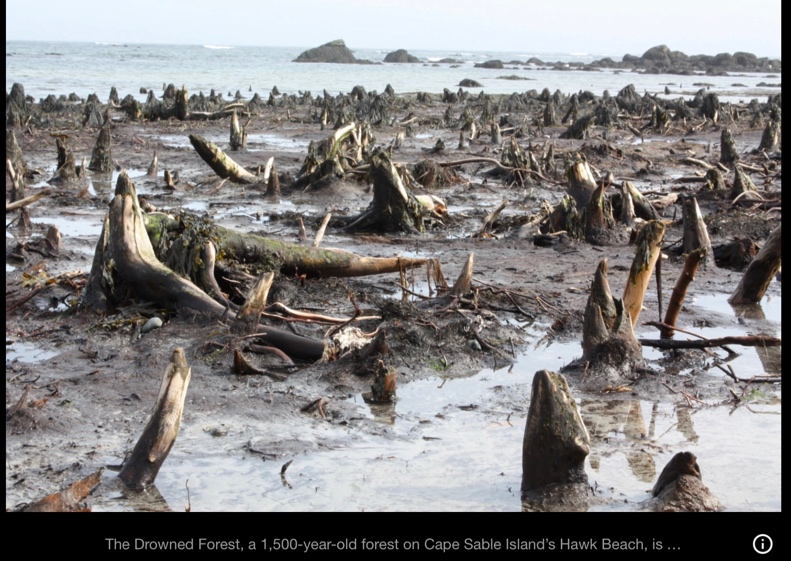 The Drowned Forest, a 1,500-year-old forest on Cape Sable Island’s Hawk Beach, is …